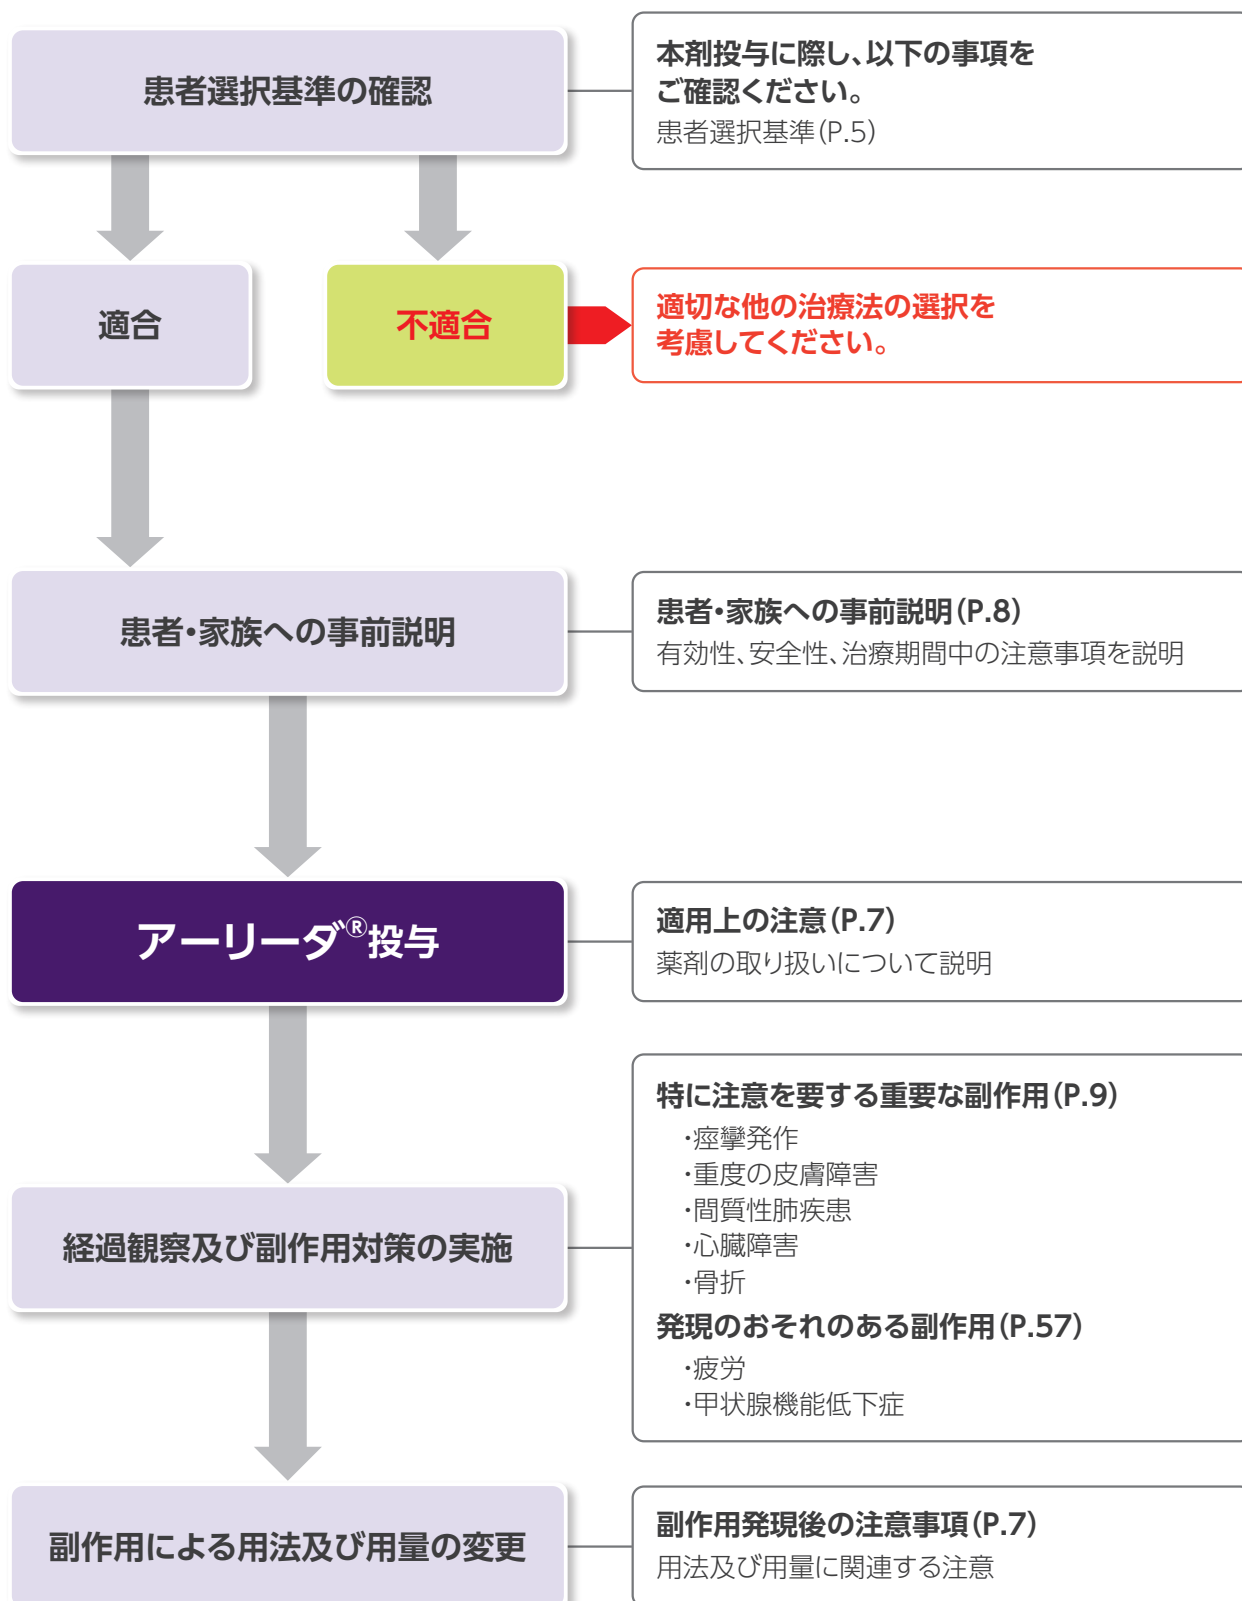 患者選択基準の確認
本剤投与に際し、以下の事項を
ご確認ください。
患者選択基準(P.5)
適合
不適合
適切な他の治療法の選択を
考慮してください。
患者・家族への事前説明
患者・家族への事前説明(P.8)
有効性、安全性、治療期間中の注意事項を説明
アーリーダ®投与
適用上の注意(P.7)
薬剤の取り扱いについて説明
経過観察及び副作用対策の実施
特に注意を要する重要な副作用(P.9)
・痙攣発作
・重度の皮膚障害
・間質性肺疾患
・心臓障害
・骨折
発現のおそれのある副作用(P.57)
・疲労
・甲状腺機能低下症
副作用による用法及び用量の変更
副作用発現後の注意事項(P.7)
用法及び用量に関連する注意